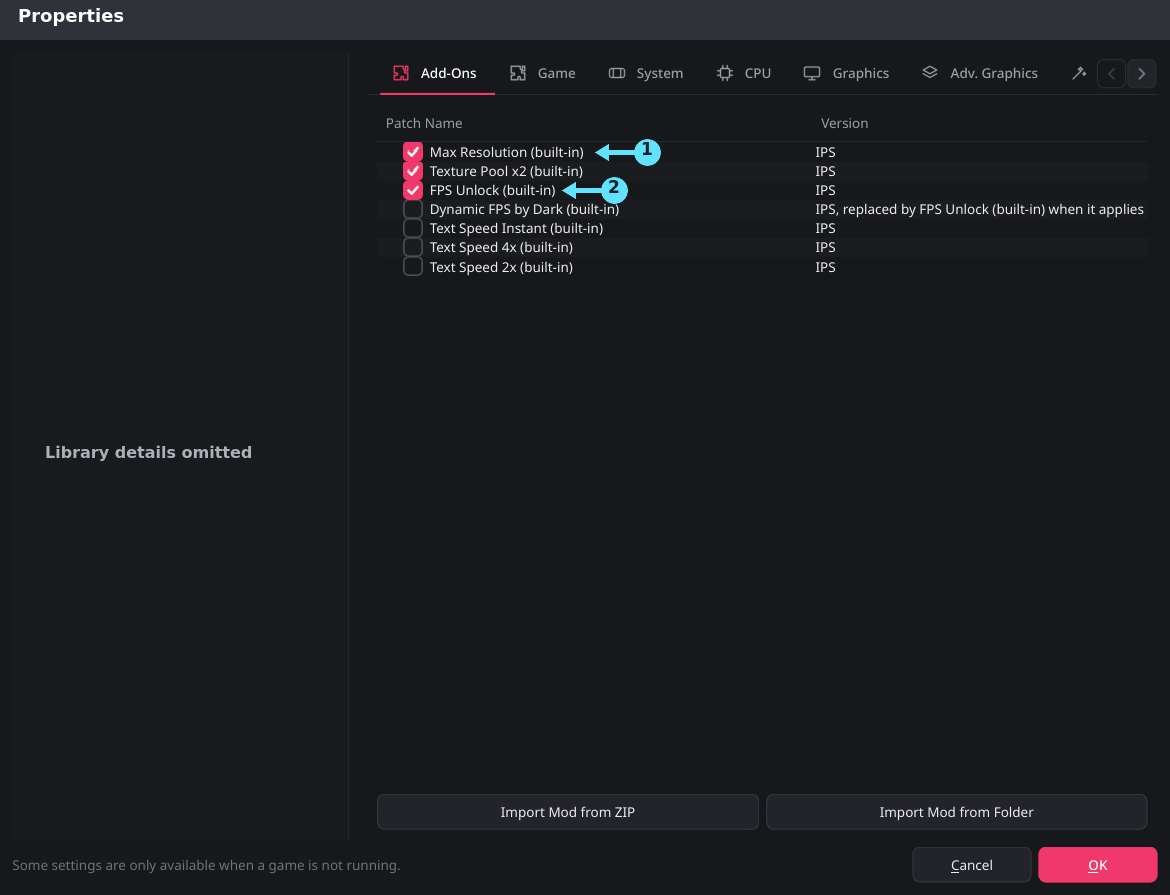 Properties
Add-Ons Game System CPU Graphics Adv. Graphics
Patch Name Version
Max Resolution (built-in) 1 IPS
Texture Pool x2 (built-in) IPS
FPS Unlock (built-in) 2 IPS
Dynamic FPS by Dark (built-in) IPS, replaced by FPS Unlock (built-in) when it applies
Text Speed Instant (built-in) IPS
Text Speed 4x (built-in) IPS
Text Speed 2x (built-in) IPS
Library details omitted
Import Mod from ZIP Import Mod from Folder
Some settings are only available when a game is not running. Cancel OK